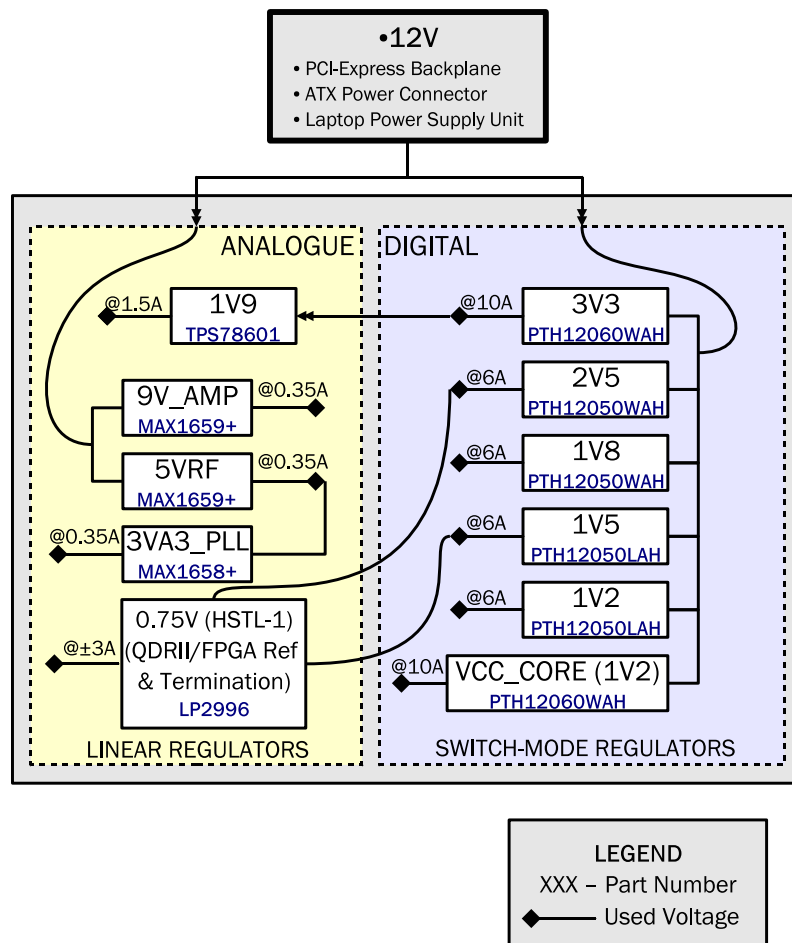 •12V
• PCI-Express Backplane
• ATX Power Connector
• Laptop Power Supply Unit
ANALOGUE
@1.5A
1V9
TPS78601
9V_AMP
@0.35A
MAX1659+
5VRF
@0.35A
MAX1659+
@0.35A
3VA3_PLL
MAX1658+
0.75V (HSTL-1)
@±3A
(QDRII/FPGA Ref
& Termination)
LP2996
LINEAR REGULATORS
DIGITAL
@10A
3V3
PTH12060WAH
@6A
2V5
PTH12050WAH
@6A
1V8
PTH12050WAH
@6A
1V5
PTH12050LAH
@6A
1V2
PTH12050LAH
@10A
VCC_CORE (1V2)
PTH12060WAH
SWITCH-MODE REGULATORS
LEGEND
XXX – Part Number
Used Voltage